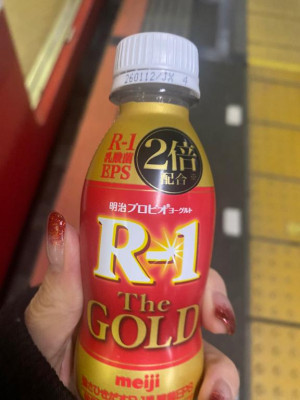 260112/JX 4
R-1
乳酸菌
EPS
2倍
配合
明治プロビオヨーグルト
R-1
The
GOLD
meiji